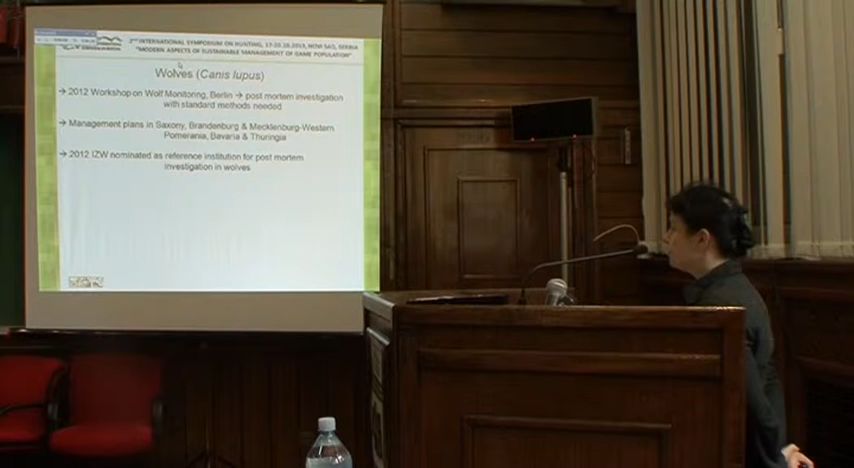 2nd INTERNATIONAL SYMPOSIUM ON HUNTING, 17-20.10.2013, NOVI SAD, SERBIA
"MODERN ASPECTS OF SUSTAINABLE MANAGEMENT OF GAME POPULATION"
Wolves (Canis lupus)
→ 2012 Workshop on Wolf Monitoring, Berlin → post mortem investigation
with standard methods needed
→ Management plans in Saxony, Brandenburg & Mecklenburg-Western
Pomerania, Bavaria & Thuringia
→ 2012 IZW nominated as reference institution for post mortem
investigation in wolves